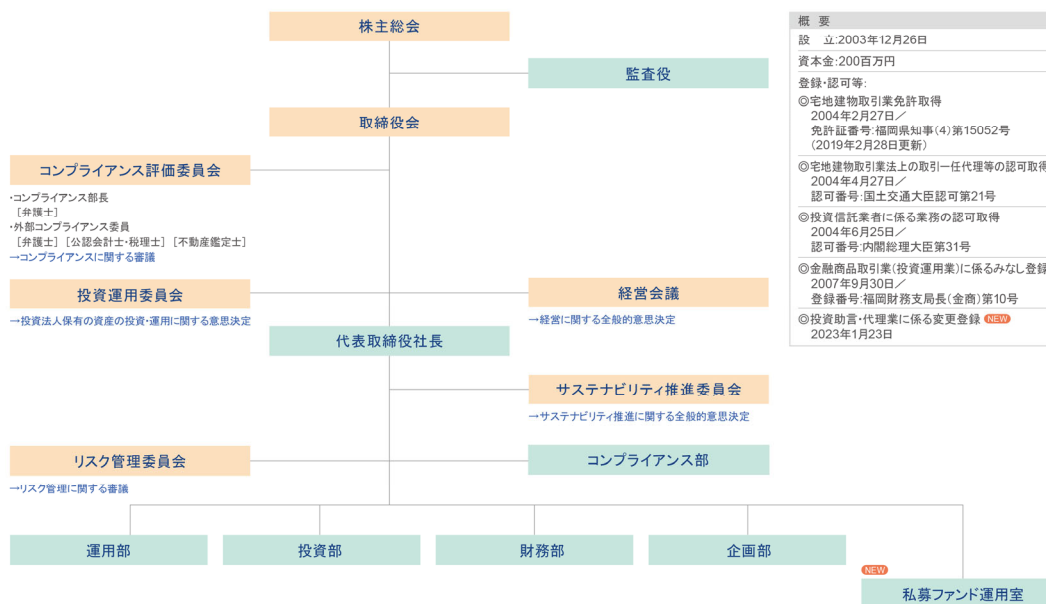 株主総会
監査役
取締役会
コンプライアンス評価委員会
・コンプライアンス部長
［弁護士］
・外部コンプライアンス委員
［弁護士］［公認会計士・税理士］［不動産鑑定士］
→コンプライアンスに関する審議
投資運用委員会
→投資法人保有の資産の投資・運用に関する意思決定
経営会議
→経営に関する全般的意思決定
代表取締役社長
サステナビリティ推進委員会
→サステナビリティ推進に関する全般的意思決定
リスク管理委員会
→リスク管理に関する審議
コンプライアンス部
運用部
投資部
財務部
企画部
NEW
私募ファンド運用室
概 要
設　立:2003年12月26日
資本金:200百万円
登録・認可等:
◎宅地建物取引業免許取得
2004年2月27日／
免許証番号:福岡県知事(4)第15052号
(2019年2月28日更新)
◎宅地建物取引業法上の取引一任代理等の認可取得
2004年4月27日／
認可番号:国土交通大臣認可第21号
◎投資信託業者に係る業務の認可取得
2004年6月25日／
認可番号:内閣総理大臣第31号
◎金融商品取引業(投資運用業)に係るみなし登録
2007年9月30日／
登録番号:福岡財務支局長(金商)第10号
◎投資助言・代理業に係る変更登録 NEW
2023年1月23日